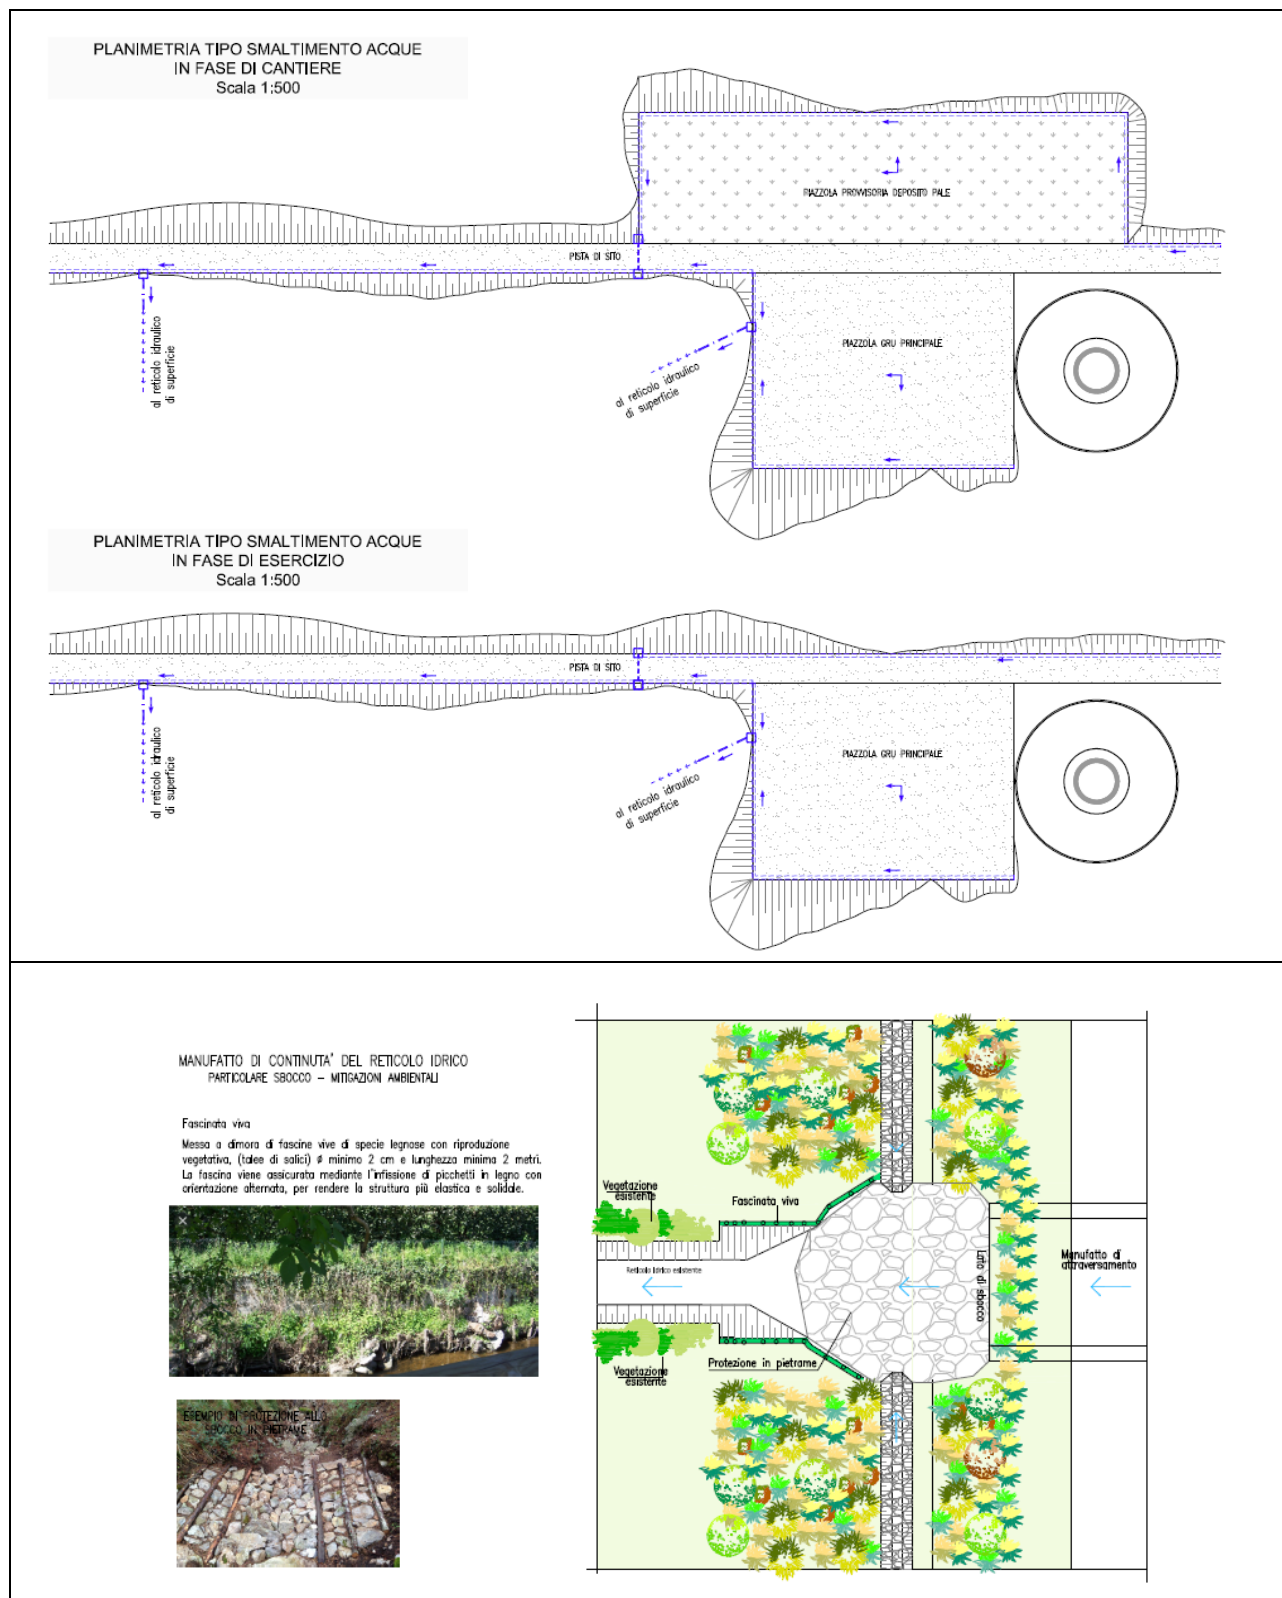 PLANIMETRIA TIPO SMALTIMENTO ACQUE
IN FASE DI CANTIERE
Scala 1:500
PIAZZOLA PROVVISORIA DEPOSITO PALE
PISTA DI SITO
al reticolo idraulico
di superficie
al reticolo idraulico
di superficie
PIAZZOLA GRU PRINCIPALE
PLANIMETRIA TIPO SMALTIMENTO ACQUE
IN FASE DI ESERCIZIO
Scala 1:500
PISTA DI SITO
al reticolo idraulico
di superficie
al reticolo idraulico
di superficie
PIAZZOLA GRU PRINCIPALE
MANUFATTO DI CONTINUTA' DEL RETICOLO IDRICO
PARTICOLARE SBOCCO – MITIGAZIONI AMBIENTALI
Fascinata viva
Messa a dimora di fascine vive di specie legnose con riproduzione
vegetativa, (talee di salici) ø minimo 2 cm e lunghezza minima 2 metri.
La fascina viene assicurata mediante l'infissione di picchetti in legno con
orientazione alternata, per rendere la struttura più elastica e solidale.
ESEMPIO DI PROTEZIONE ALLO
SBOCCO IN PIETRAME
Vegetazione
esistente
Fascinata viva
Reticolo idrico esistente
Lato di sbocco
Manufatto di
attraversamento
Protezione in pietrame
Vegetazione
esistente